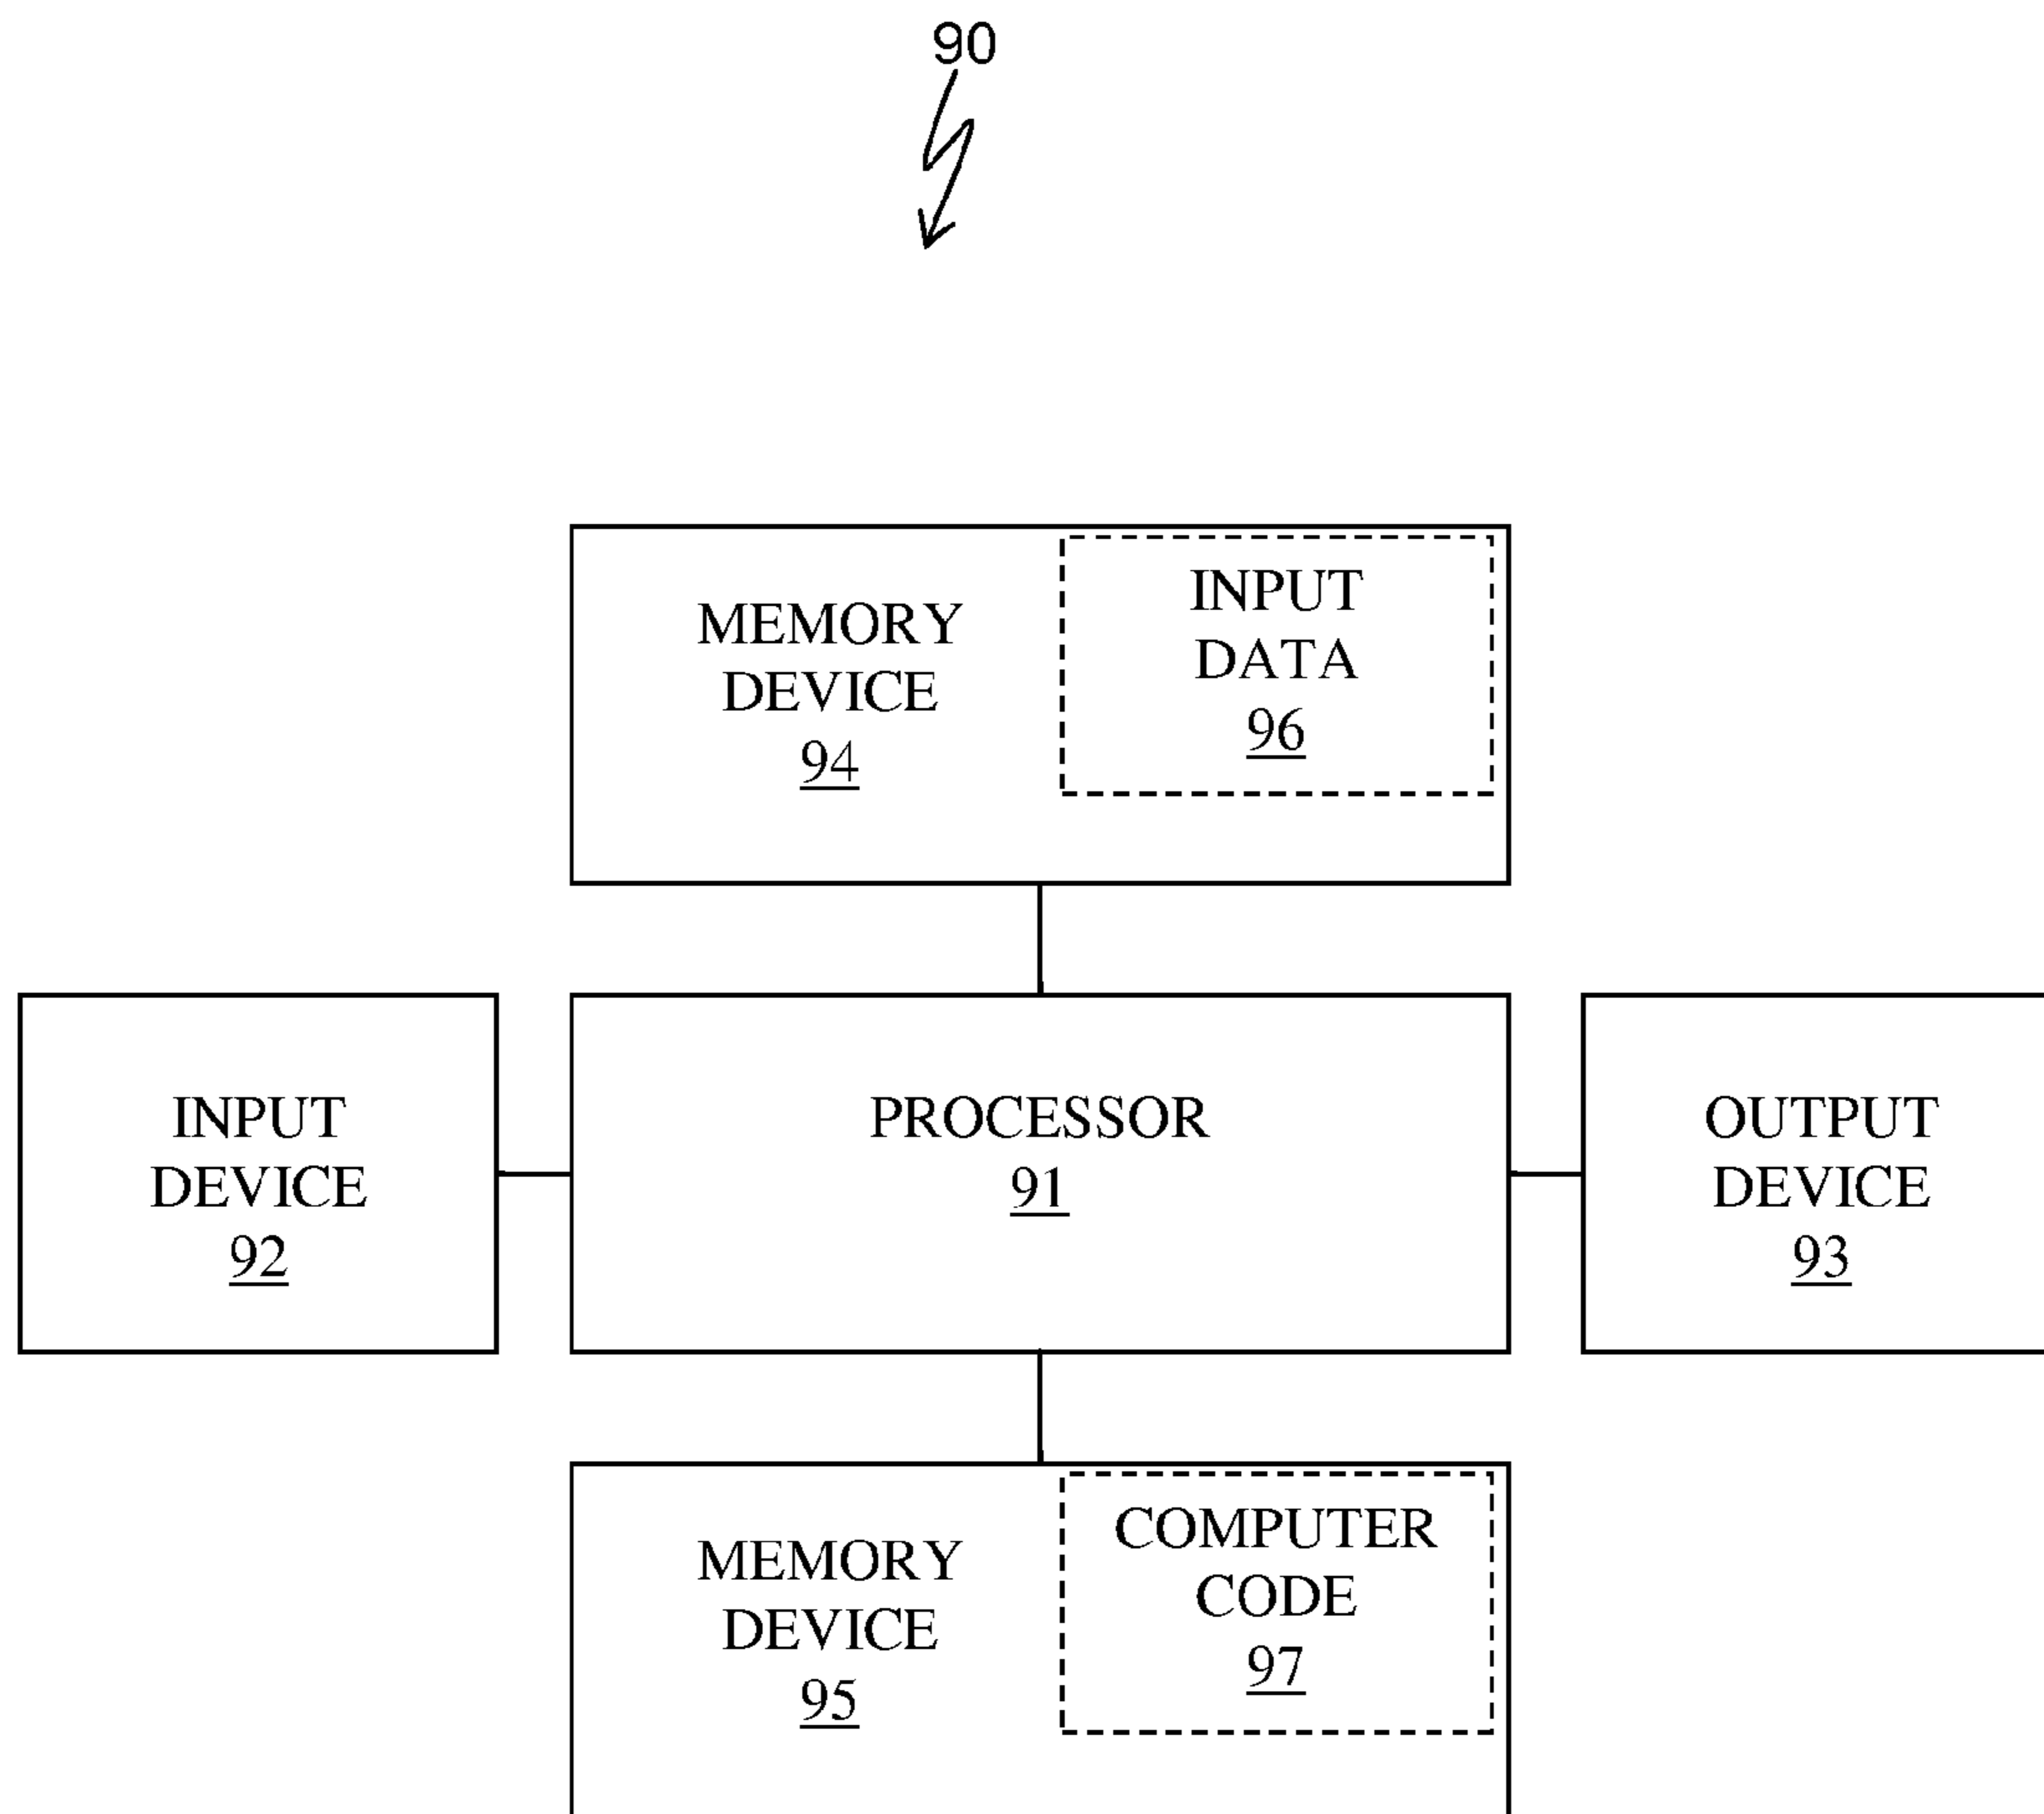 90
MEMORY
DEVICE
94
INPUT
DATA
96
INPUT
DEVICE
92
PROCESSOR
91
OUTPUT
DEVICE
93
MEMORY
DEVICE
95
COMPUTER
CODE
97